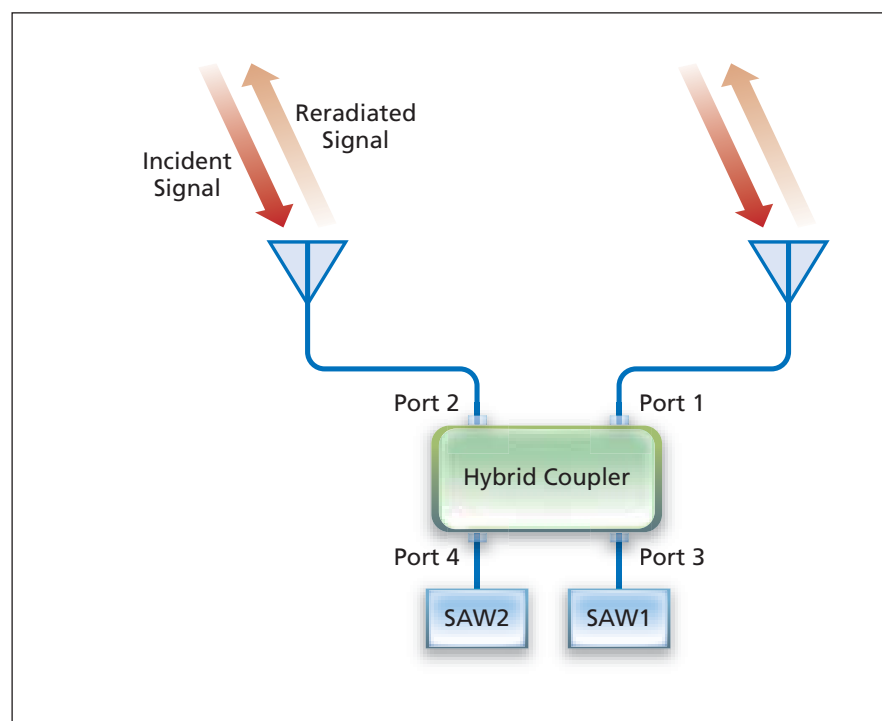 Reradiated
Signal
Incident
Signal
Port 2
Port 1
Hybrid Coupler
Port 4
Port 3
SAW2
SAW1